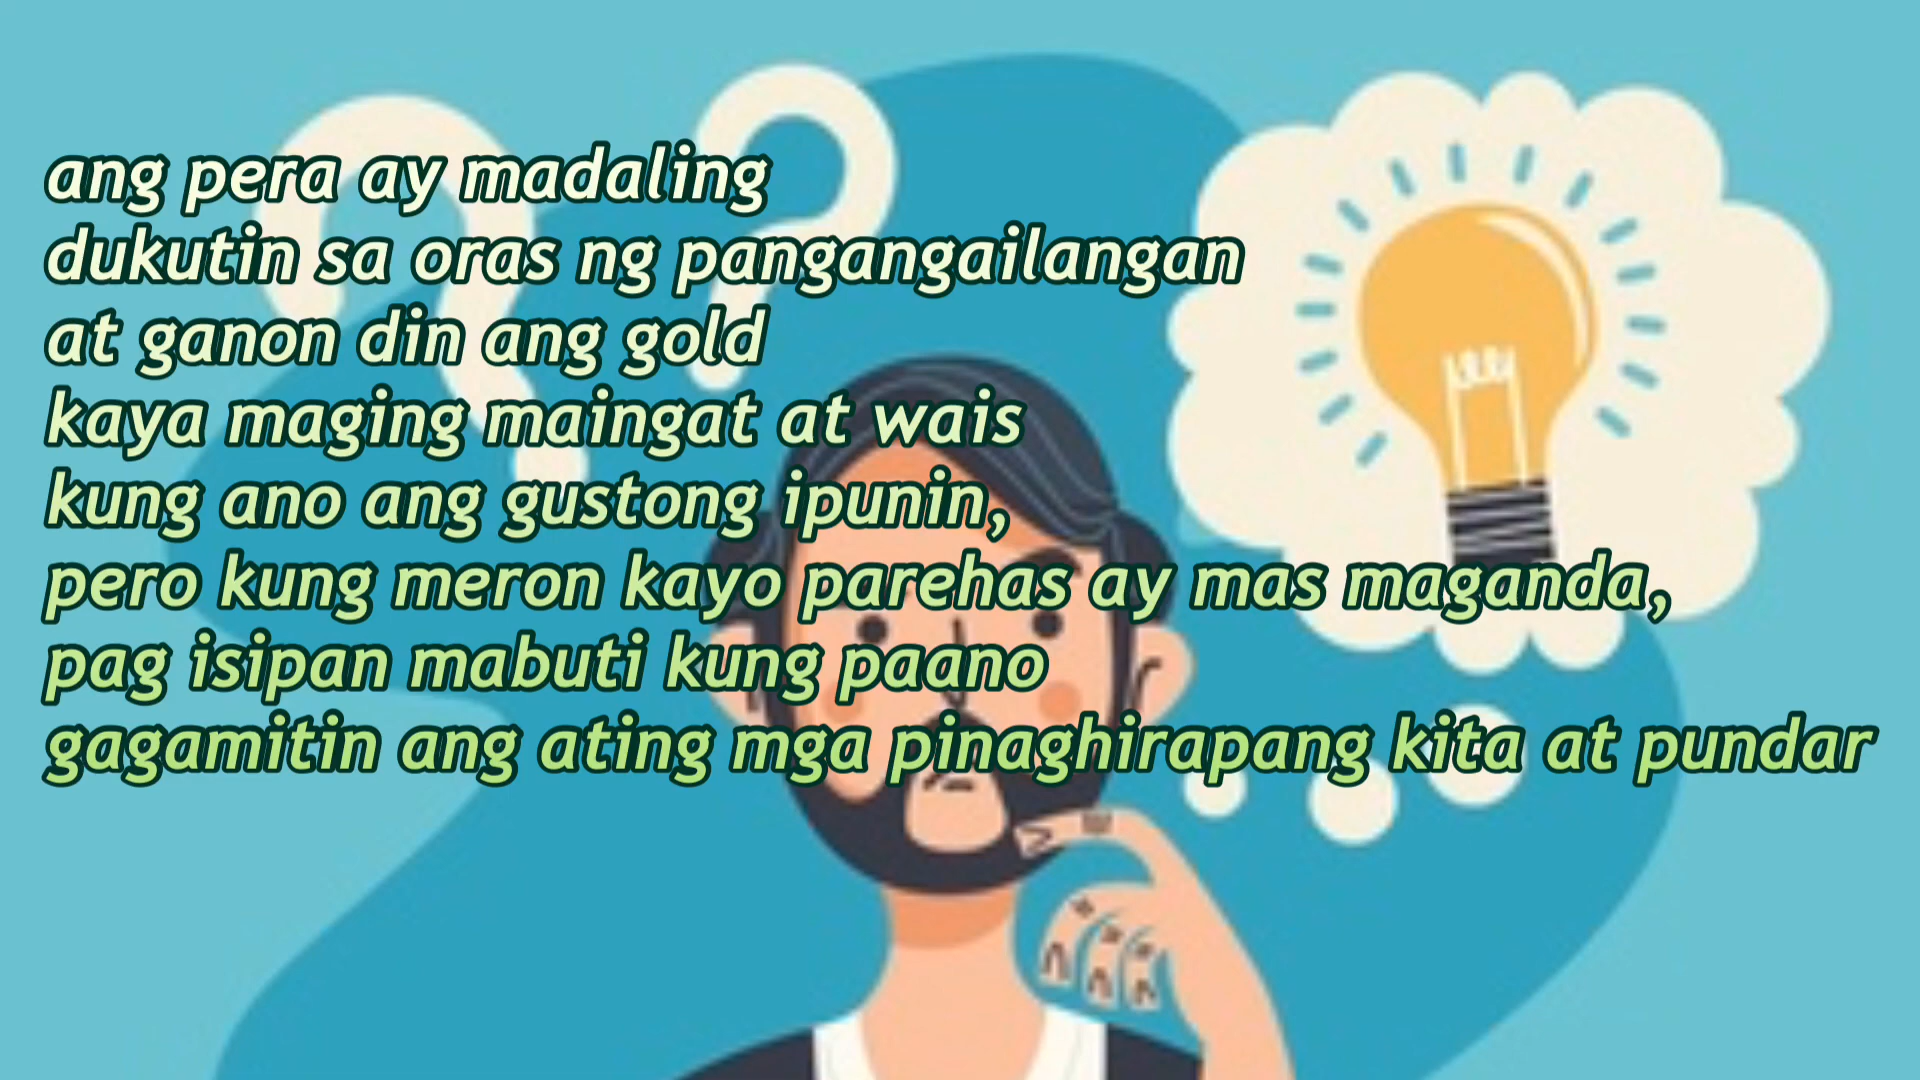 ang pera ay madaling
dukutin sa oras ng pangangailangan
at ganon din ang gold
kaya maging maingat at wais
kung ano ang gustong ipunin,
pero kung meron kayo parehas ay mas maganda,
pag isipan mabuti kung paano
gagamitin ang ating mga pinaghirapang kita at pundar